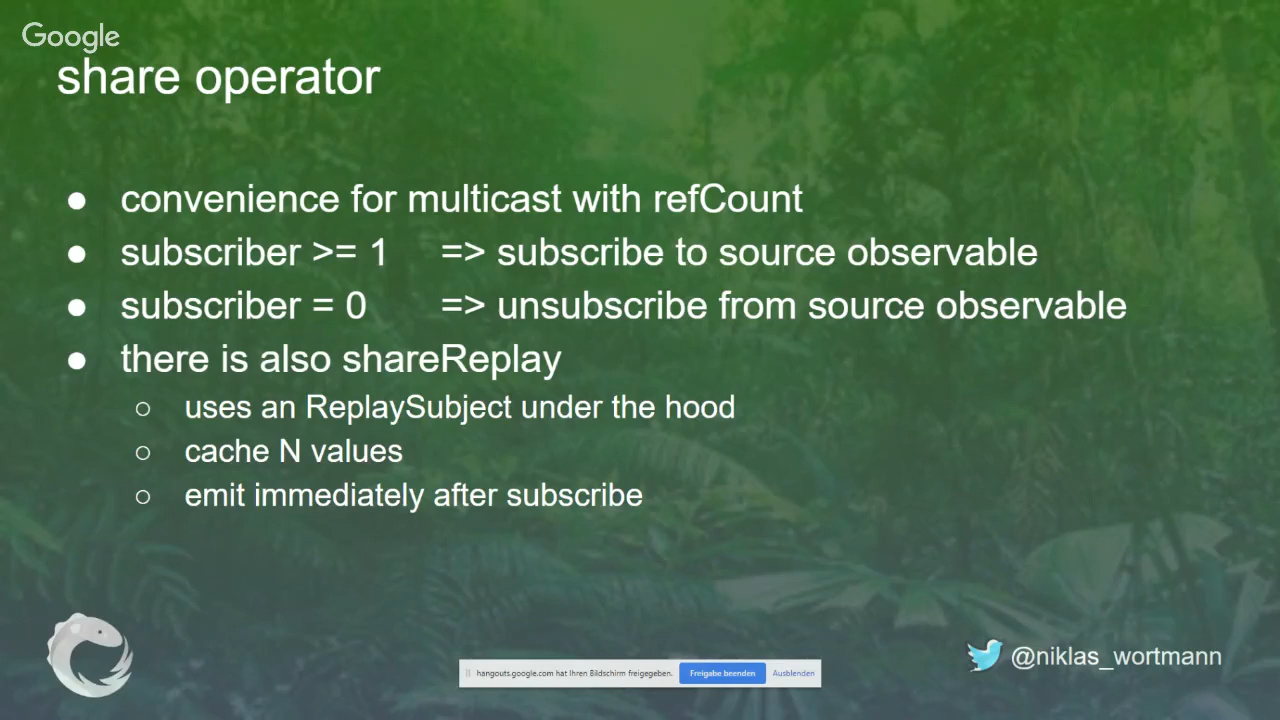 Google
share operator
● convenience for multicast with refCount
● subscriber >= 1 => subscribe to source observable
● subscriber = 0 => unsubscribe from source observable
● there is also shareReplay
○ uses an ReplaySubject under the hood
○ cache N values
○ emit immediately after subscribe
@niklas_wortmann
hangouts.google.com hat Ihren Bildschirm freigegeben. Freigabe beenden Ausblenden